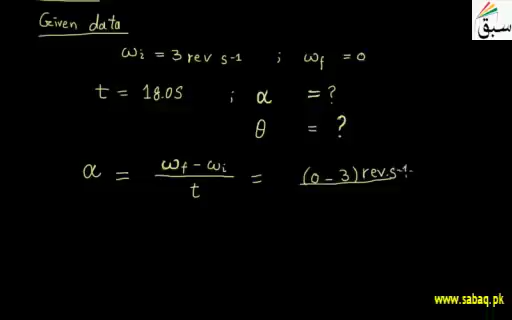 سبق
Given data
ωi = 3 rev s-1 ; ωf = 0
t = 18.0s ; α = ?
θ = ?
α = ωf - ωi / t = (0 - 3) rev.s-1
www.sabaq.pk